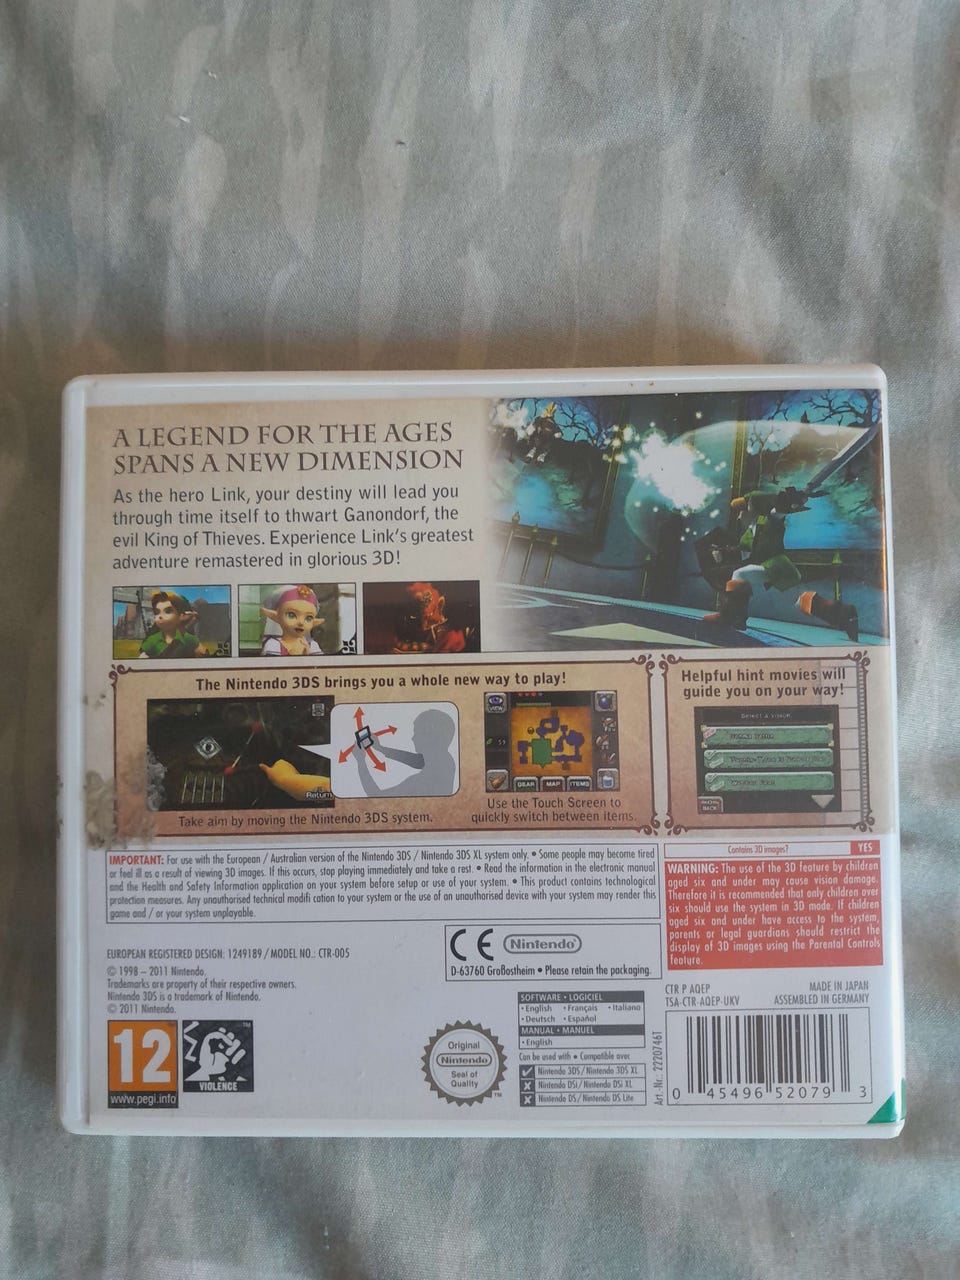 A LEGEND FOR THE AGES
SPANS A NEW DIMENSION
As the hero Link, your destiny will lead you
through time itself to thwart Ganondorf, the
evil King of Thieves. Experience Link's greatest
adventure remastered in glorious 3D!
The Nintendo 3DS brings you a whole new way to play!
Return
Take aim by moving the Nintendo 3DS system.
VIEW
GEAR MAP ITEMS
Use the Touch Screen to
quickly switch between items.
Helpful hint movies will
guide you on your way!
Select a vision.
BACK
IMPORTANT: For use with the European / Australian version of the Nintendo 3DS / Nintendo 3DS XL system only. • Some people may become tired
or feel ill as a result of viewing 3D images. If this occurs, stop playing immediately and take a rest. • Read the information in the electronic manual
and the Health and Safety Information application on your system before setup or use of your system. • This product contains technological
protection measures. Any unauthorised technical modifi cation to your system or the use of an unauthorised device with your system may render this
game and / or your system unplayable.
Contains 3D images? YES
WARNING: The use of the 3D feature by children
aged six and under may cause vision damage.
Therefore it is recommended that only children over
six should use the system in 3D mode. If children
aged six and under have access to the system,
parents or legal guardians should restrict the
display of 3D images using the Parental Controls
feature.
EUROPEAN REGISTERED DESIGN: 1249189 / MODEL NO.: CTR-005
© 1998 – 2011 Nintendo.
Trademarks are property of their respective owners.
Nintendo 3DS is a trademark of Nintendo.
© 2011 Nintendo.
CE Nintendo®
D-63760 Großostheim • Please retain the packaging.
CTR P AQEP MADE IN JAPAN
TSA-CTR-AQEP-UKV ASSEMBLED IN GERMANY
12
www.pegi.info
VIOLENCE
TM
Original
Nintendo
Seal of
Quality
TM
SOFTWARE • LOGICIEL
• English • Français • Italiano
• Deutsch • Español
MANUAL • MANUEL
• English
Can be used with • Compatible avec
Nintendo 3DS / Nintendo 3DS XL
Nintendo DSi / Nintendo DSi XL
Nintendo DS / Nintendo DS Lite
Art.-Nr.: 2220746T
0 45496 52079 3